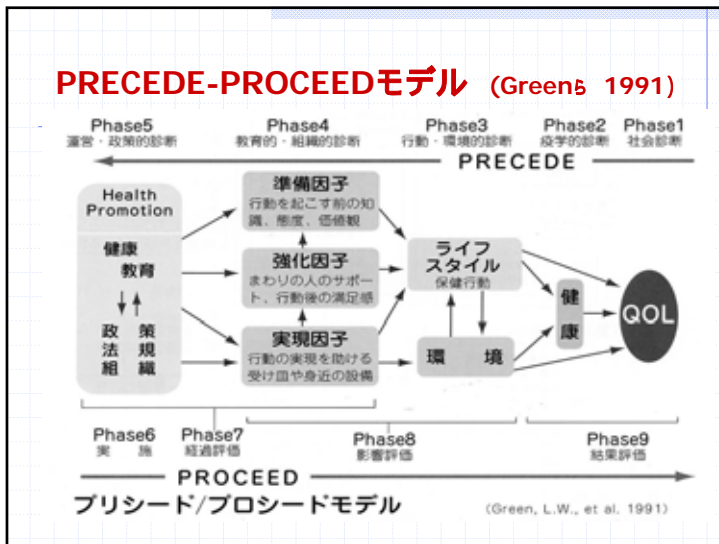 PRECEDE-PROCEEDモデル (Greenら 1991)
Phase5 Phase4 Phase3 Phase2 Phase1
運営・政策的診断 教育的・組織的診断 行動・環境的診断 疫学的診断 社会診断
PRECEDE
Health
Promotion
健康
教育
政 策
法 規
組 織
準備因子
行動を起こす前の知
識、態度、価値観
強化因子
まわりの人のサポー
ト、行動後の満足感
実現因子
行動の実現を助ける
受け皿や身近の設備
ライフ
スタイル
保健行動
環 境
健
康
QOL
Phase6 Phase7 Phase8 Phase9
実 施 経過評価 影響評価 結果評価
PROCEED
プリシード/プロシードモデル
(Green, L.W., et al. 1991)